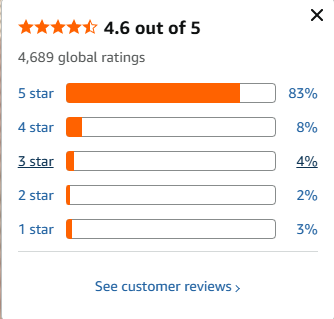 4.6 out of 5
4,689 global ratings
5 star 83%
4 star 8%
3 star 4%
2 star 2%
1 star 3%
See customer reviews ›